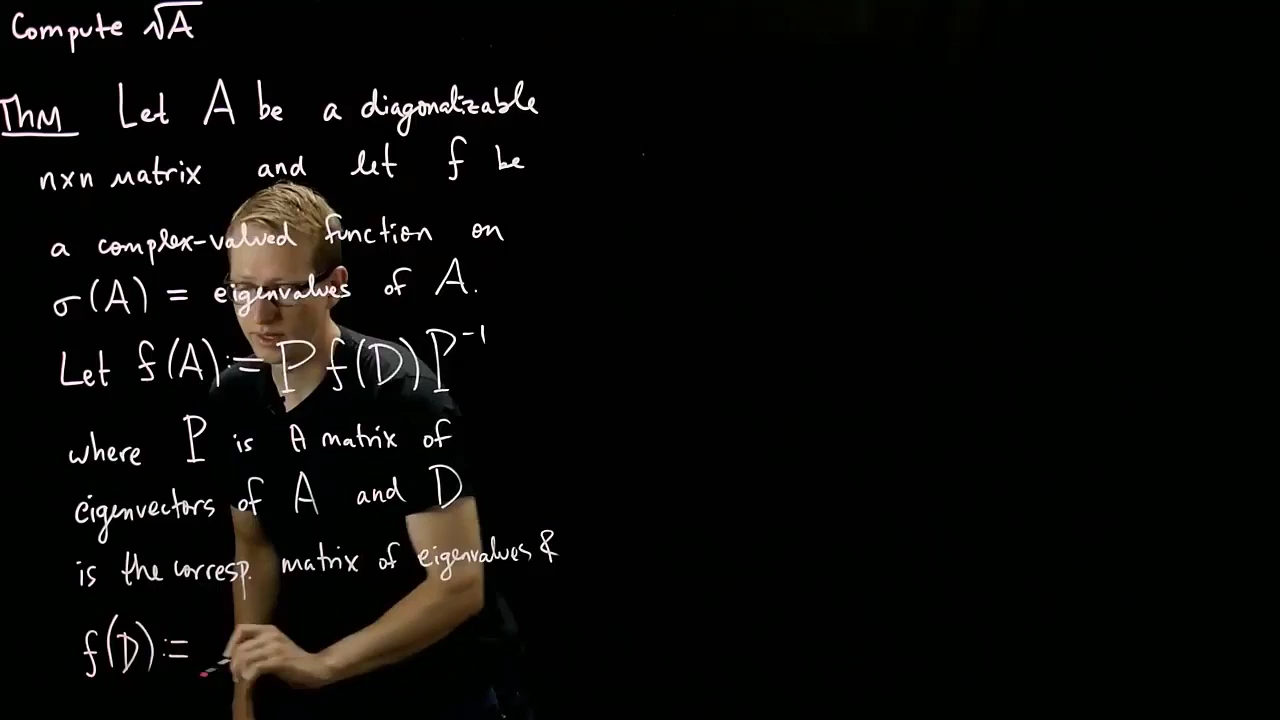 Compute √A
Thm Let A be a diagonalizable
n×n matrix and let f be
a complex-valued function on
σ(A) = eigenvalues of A.
Let f(A) := P f(D) P⁻¹
where P is A matrix of
eigenvectors of A and D
is the corresp. matrix of eigenvalues &
f(D) :=